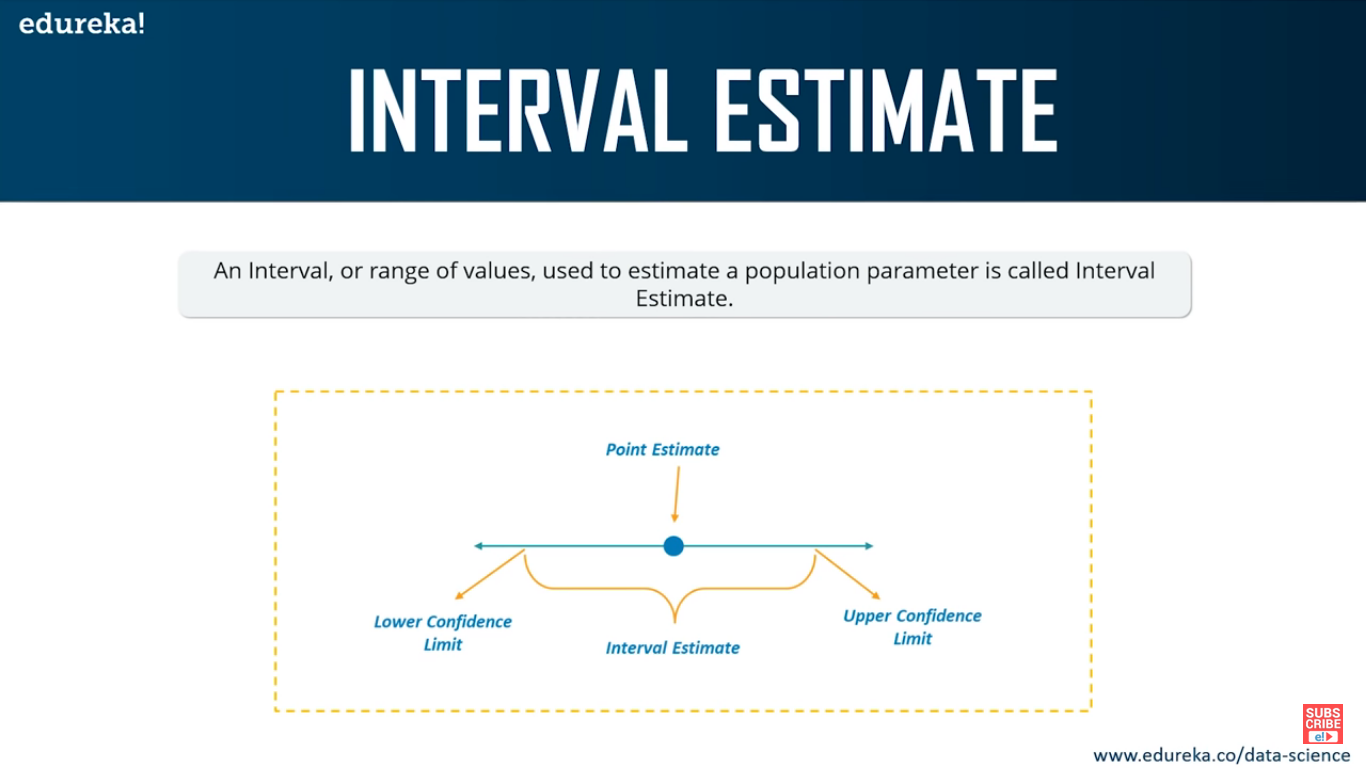 edureka!
INTERVAL ESTIMATE
An Interval, or range of values, used to estimate a population parameter is called Interval
Estimate.
Point Estimate
Lower Confidence
Limit
Interval Estimate
Upper Confidence
Limit
SUBS
CRIBE
e!
www.edureka.co/data-science